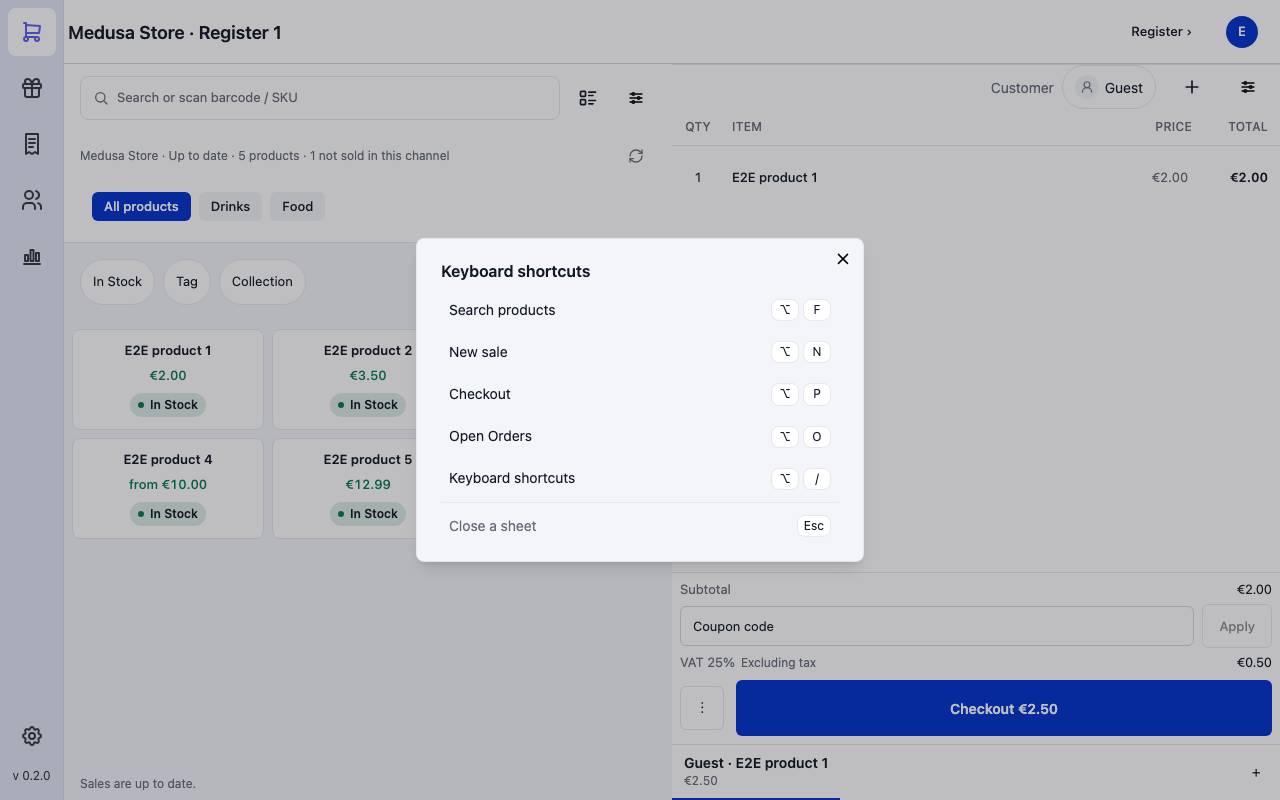 Medusa Store · Register 1
Register ›
E
Search or scan barcode / SKU
Customer
Guest
QTY ITEM PRICE TOTAL
Medusa Store · Up to date · 5 products · 1 not sold in this channel
1 E2E product 1 €2.00 €2.00
All products
Drinks
Food
In Stock
Tag
Collection
E2E product 1
€2.00
In Stock
E2E product 2
€3.50
In Stock
E2E product 4
from €10.00
In Stock
E2E product 5
€12.99
In Stock
Keyboard shortcuts
Search products ⌥ F
New sale ⌥ N
Checkout ⌥ P
Open Orders ⌥ O
Keyboard shortcuts ⌥ /
Close a sheet Esc
Subtotal €2.00
Coupon code
Apply
VAT 25% Excluding tax €0.50
Checkout €2.50
Guest · E2E product 1
€2.50
+
v 0.2.0
Sales are up to date.